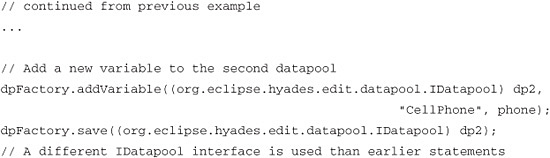 // continued from previous example
...
// Add a new variable to the second datapool
dpFactory.addVariable((org.eclipse.hyades.edit.datapool.IDatapool) dp2,
"CellPhone", phone);
dpFactory.save((org.eclipse.hyades.edit.datapool.IDatapool) dp2);
// A different IDatapool interface is used than earlier statements